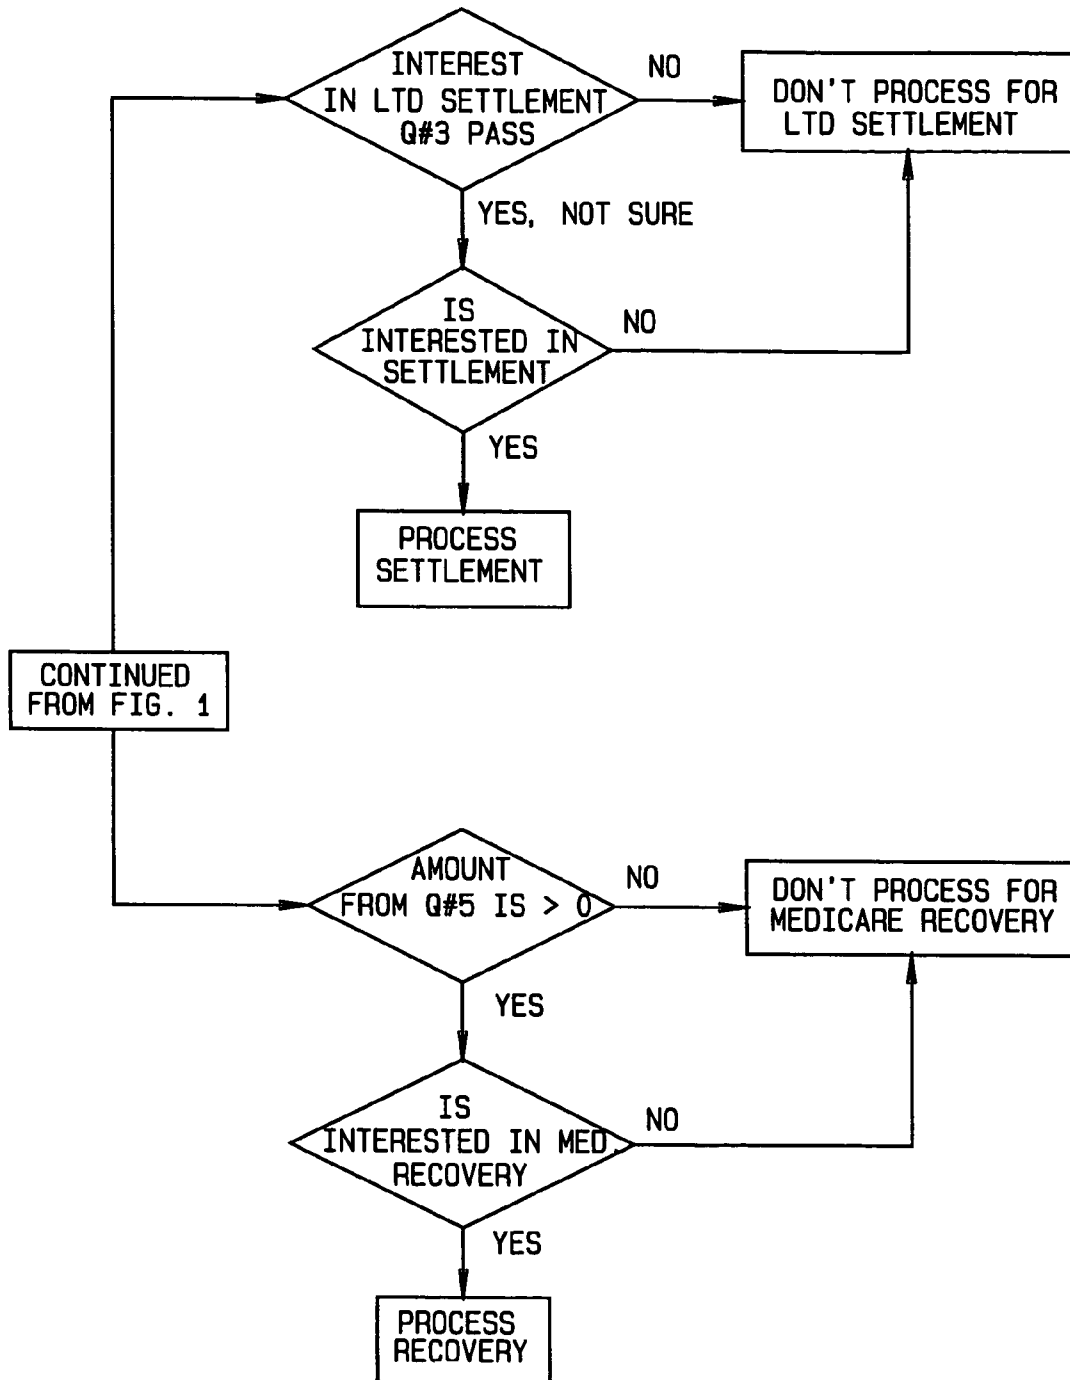 INTEREST
IN LTD SETTLEMENT
Q#3 PASS
NO
DON'T PROCESS FOR
LTD SETTLEMENT
YES, NOT SURE
IS
INTERESTED IN
SETTLEMENT
NO
YES
PROCESS
SETTLEMENT
CONTINUED
FROM FIG. 1
AMOUNT
FROM Q#5 IS > 0
NO
DON'T PROCESS FOR
MEDICARE RECOVERY
YES
IS
INTERESTED IN MED.
RECOVERY
NO
YES
PROCESS
RECOVERY